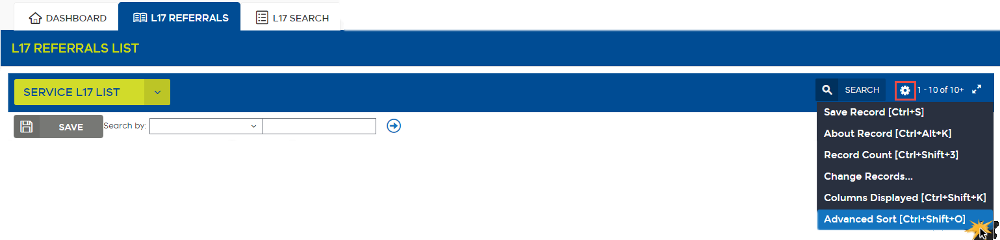 DASHBOARD L17 REFERRALS L17 SEARCH
L17 REFERRALS LIST
SERVICE L17 LIST SEARCH 1 - 10 of 10+
SAVE Search by:
Save Record [Ctrl+S]
About Record [Ctrl+Alt+K]
Record Count [Ctrl+Shift+3]
Change Records...
Columns Displayed [Ctrl+Shift+K]
Advanced Sort [Ctrl+Shift+O]